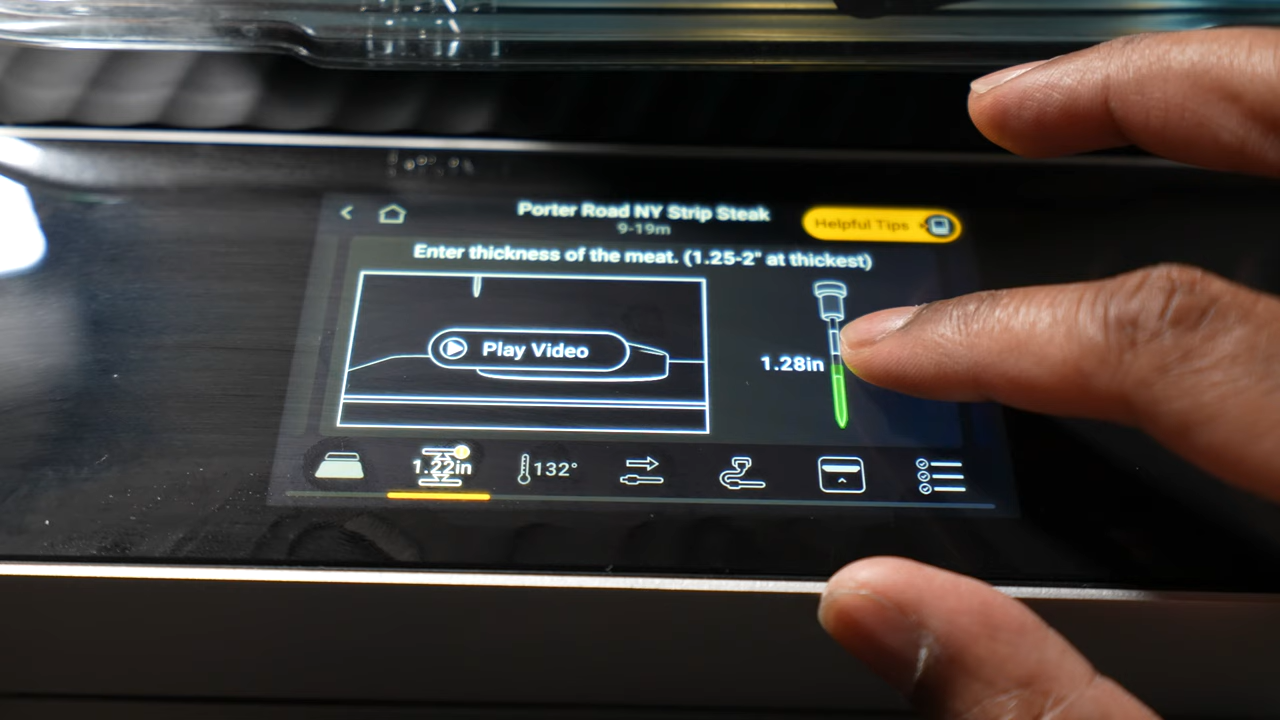 Porter Road NY Strip Steak
9-19m
Helpful Tips
Enter thickness of the meat. (1.25-2" at thickest)
Play Video
1.28in
1.22in
132°